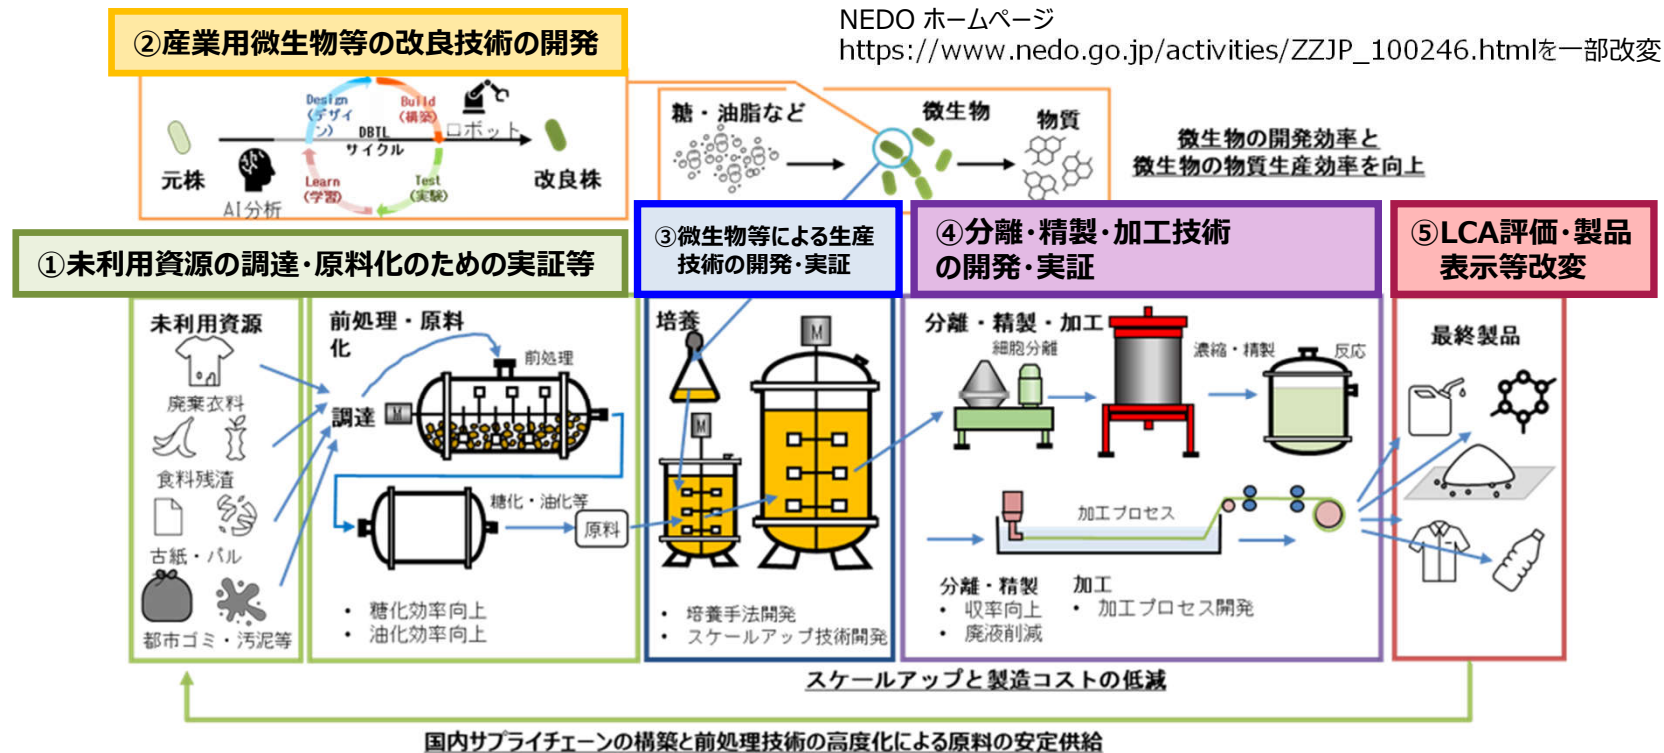 NEDO ホームページ
https://www.nedo.go.jp/activities/ZZJP_100246.htmlを一部改変
②産業用微生物等の改良技術の開発
元株
AI分析
Design
(デザイ
ン)
Build
(構築)
DBTL
サイクル
Learn
(学習)
Test
(実験)
ロボット
改良株
糖・油脂など
微生物
物質
微生物の開発効率と
微生物の物質生産効率を向上
①未利用資源の調達・原料化のための実証等
未利用資源
廃棄衣料
食料残渣
古紙・パル
都市ゴミ・汚泥等
前処理・原料
化
調達
M
前処理
糖化・油化等
原料
• 糖化効率向上
• 油化効率向上
③微生物等による生産
技術の開発・実証
培養
M
M
• 培養手法開発
• スケールアップ技術開発
④分離・精製・加工技術
の開発・実証
分離・精製・加工
細胞分離
濃縮・精製
反応
加工プロセス
分離・精製
• 収率向上
• 廃液削減
加工
• 加工プロセス開発
⑤LCA評価・製品
表示等改変
最終製品
スケールアップと製造コストの低減
国内サプライチェーンの構築と前処理技術の高度化による原料の安定供給